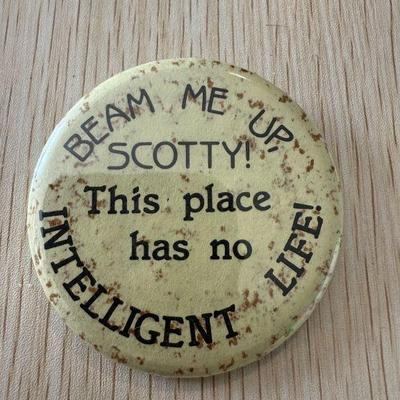 BEAM ME UP,
SCOTTY!
This place
has no
INTELLIGENT LIFE!